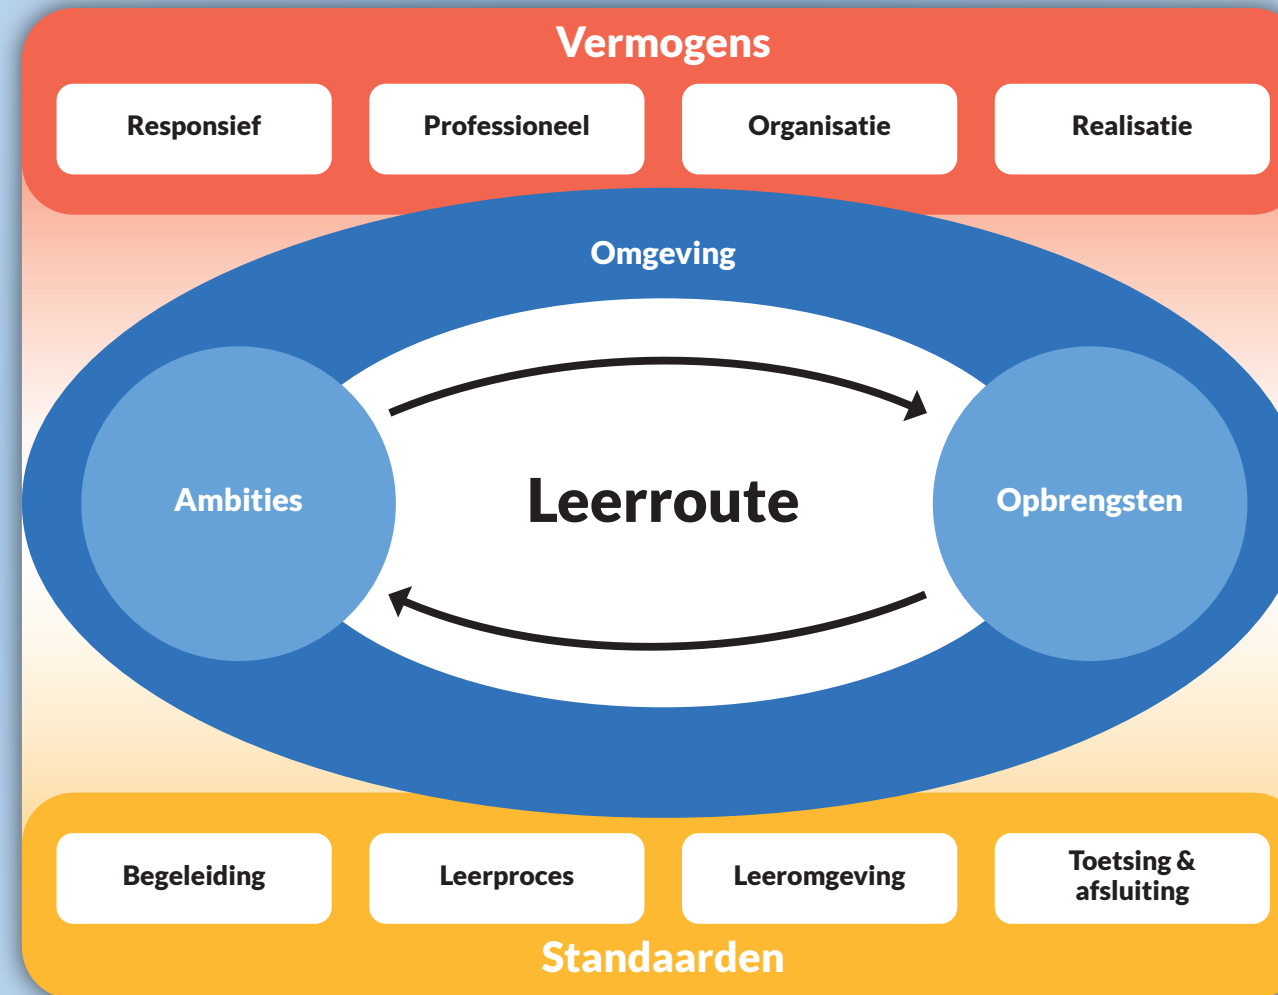 Vermogens
Responsief
Professioneel
Organisatie
Realisatie
Omgeving
Ambities
Leerroute
Opbrengsten
Begeleiding
Leerproces
Leeromgeving
Toetsing &
afsluiting
Standaarden